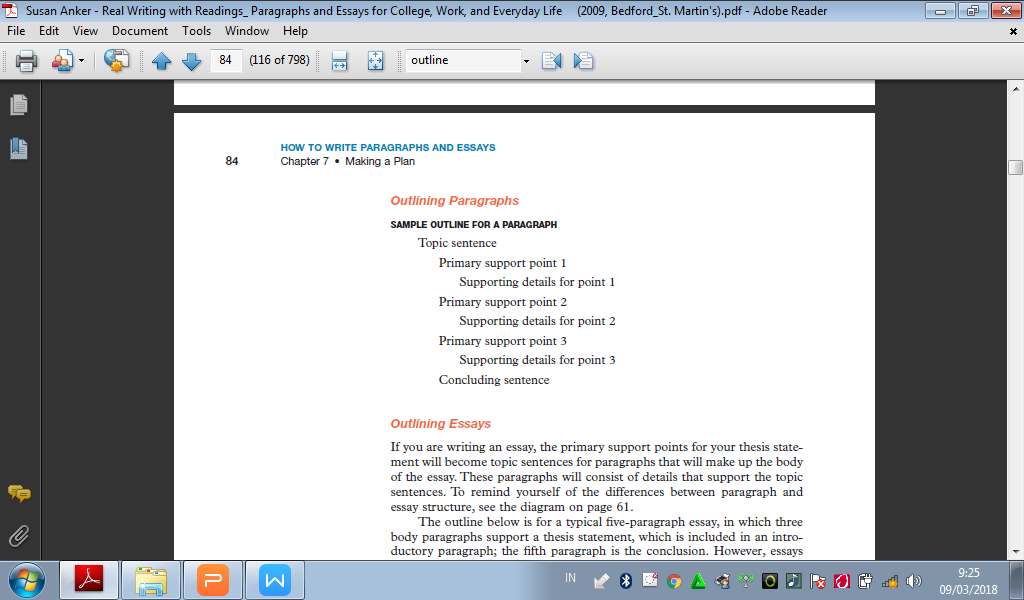 Susan Anker - Real Writing with Readings_ Paragraphs and Essays for College, Work, and Everyday Life (2009, Bedford_St. Martin's).pdf - Adobe Reader
File Edit View Document Tools Window Help
84 (116 of 798) outline
HOW TO WRITE PARAGRAPHS AND ESSAYS
84 Chapter 7 • Making a Plan
Outlining Paragraphs
SAMPLE OUTLINE FOR A PARAGRAPH
Topic sentence
Primary support point 1
Supporting details for point 1
Primary support point 2
Supporting details for point 2
Primary support point 3
Supporting details for point 3
Concluding sentence
Outlining Essays
If you are writing an essay, the primary support points for your thesis state-
ment will become topic sentences for paragraphs that will make up the body
of the essay. These paragraphs will consist of details that support the topic
sentences. To remind yourself of the differences between paragraph and
essay structure, see the diagram on page 61.
The outline below is for a typical five-paragraph essay, in which three
body paragraphs support a thesis statement, which is included in an intro-
ductory paragraph; the fifth paragraph is the conclusion. However, essays
IN
9:25
09/03/2018